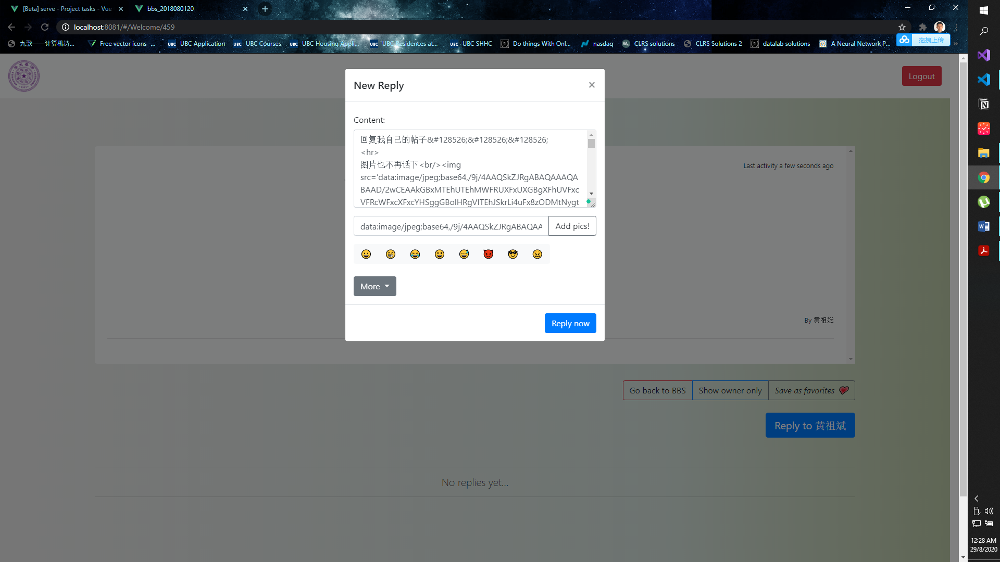 [Beta] serve - Project tasks - Vue
bbs_2018080120
localhost:8081/#/Welcome/459
九歌——计算机诗...
Free vector icons -...
UBC Application
UBC Courses
UBC Housing Appli...
UBC Residences at...
UBC SHHC
Do things With Onl...
nasdaq
CLRS solutions
CLRS Solutions 2
datalab solutions
A Neural Network P...
拖拽上传
Logout
New Reply
Content:
回复我自己的帖子&#128526;&#128526;&#128526;
<hr>
图片也不再话下<br/><img
src='data:image/jpeg;base64,/9j/4AAQSkZJRgABAQAAAQA
BAAD/2wCEAAkGBxMTEhUTEhMWFRUXFxUXGBgXFhUVFxc
VFRcWFxcXFxcYHSggGBolHRgVITEhJSkrLi4uFx8zODMtNygt
data:image/jpeg;base64,/9j/4AAQSkZJRgABAQAA
Add pics!
More
Reply now
Last activity a few seconds ago
By 黄祖斌
Go back to BBS
Show owner only
Save as favorites
Reply to 黄祖斌
No replies yet...
12:28 AM
29/8/2020